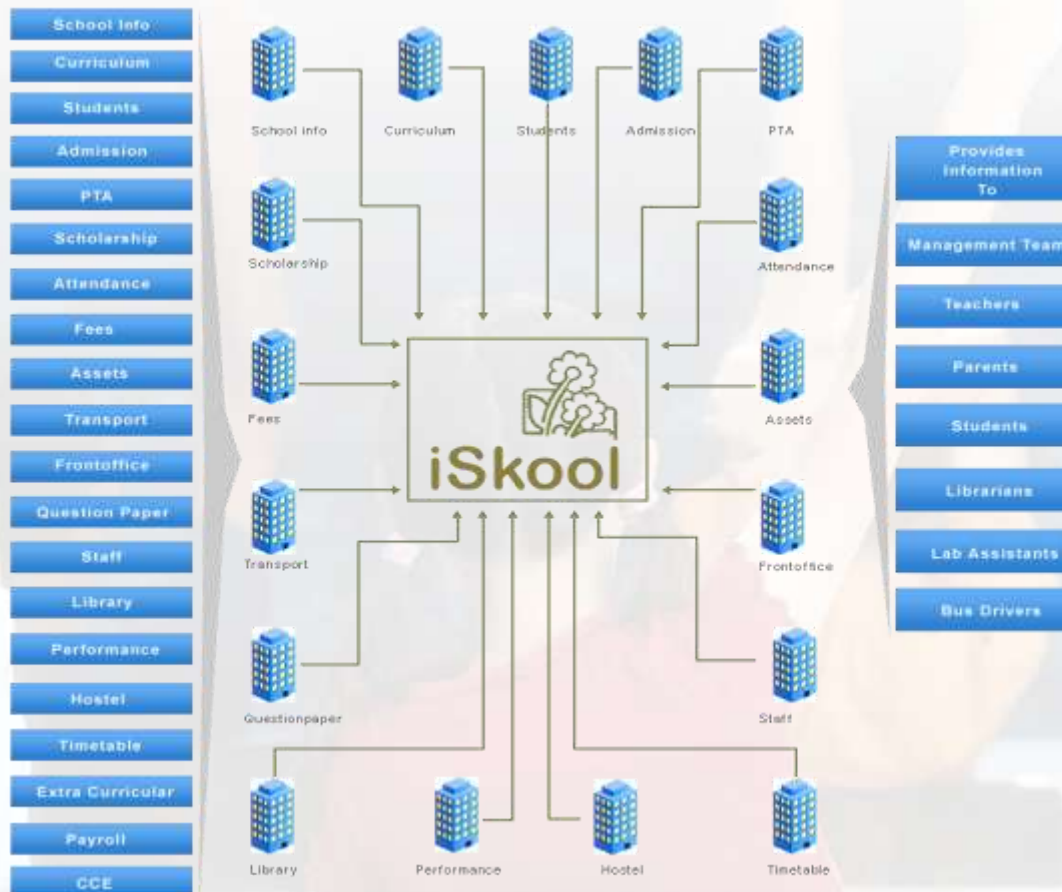 School Info
Curriculum
Students
Admission
PTA
Scholarship
Attendance
Fees
Assets
Transport
Frontoffice
Question Paper
Staff
Library
Performance
Hostel
Timetable
Extra Curricular
Payroll
CCE
School info
Curriculum
Students
Admission
PTA
Scholarship
Attendance
Fees
Assets
iSkool
Transport
Frontoffice
Questionpaper
Staff
Library
Performance
Hostel
Timetable
Provides
Information
To
Management Team
Teachers
Parents
Students
Librarians
Lab Assistants
Bus Drivers